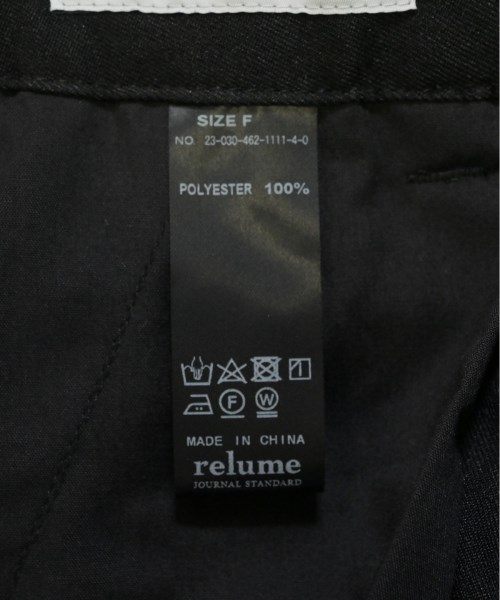 SIZE F
NO 23-030-462-1111-4-0
POLYESTER 100%
F W
MADE IN CHINA
relume
JOURNAL STANDARD